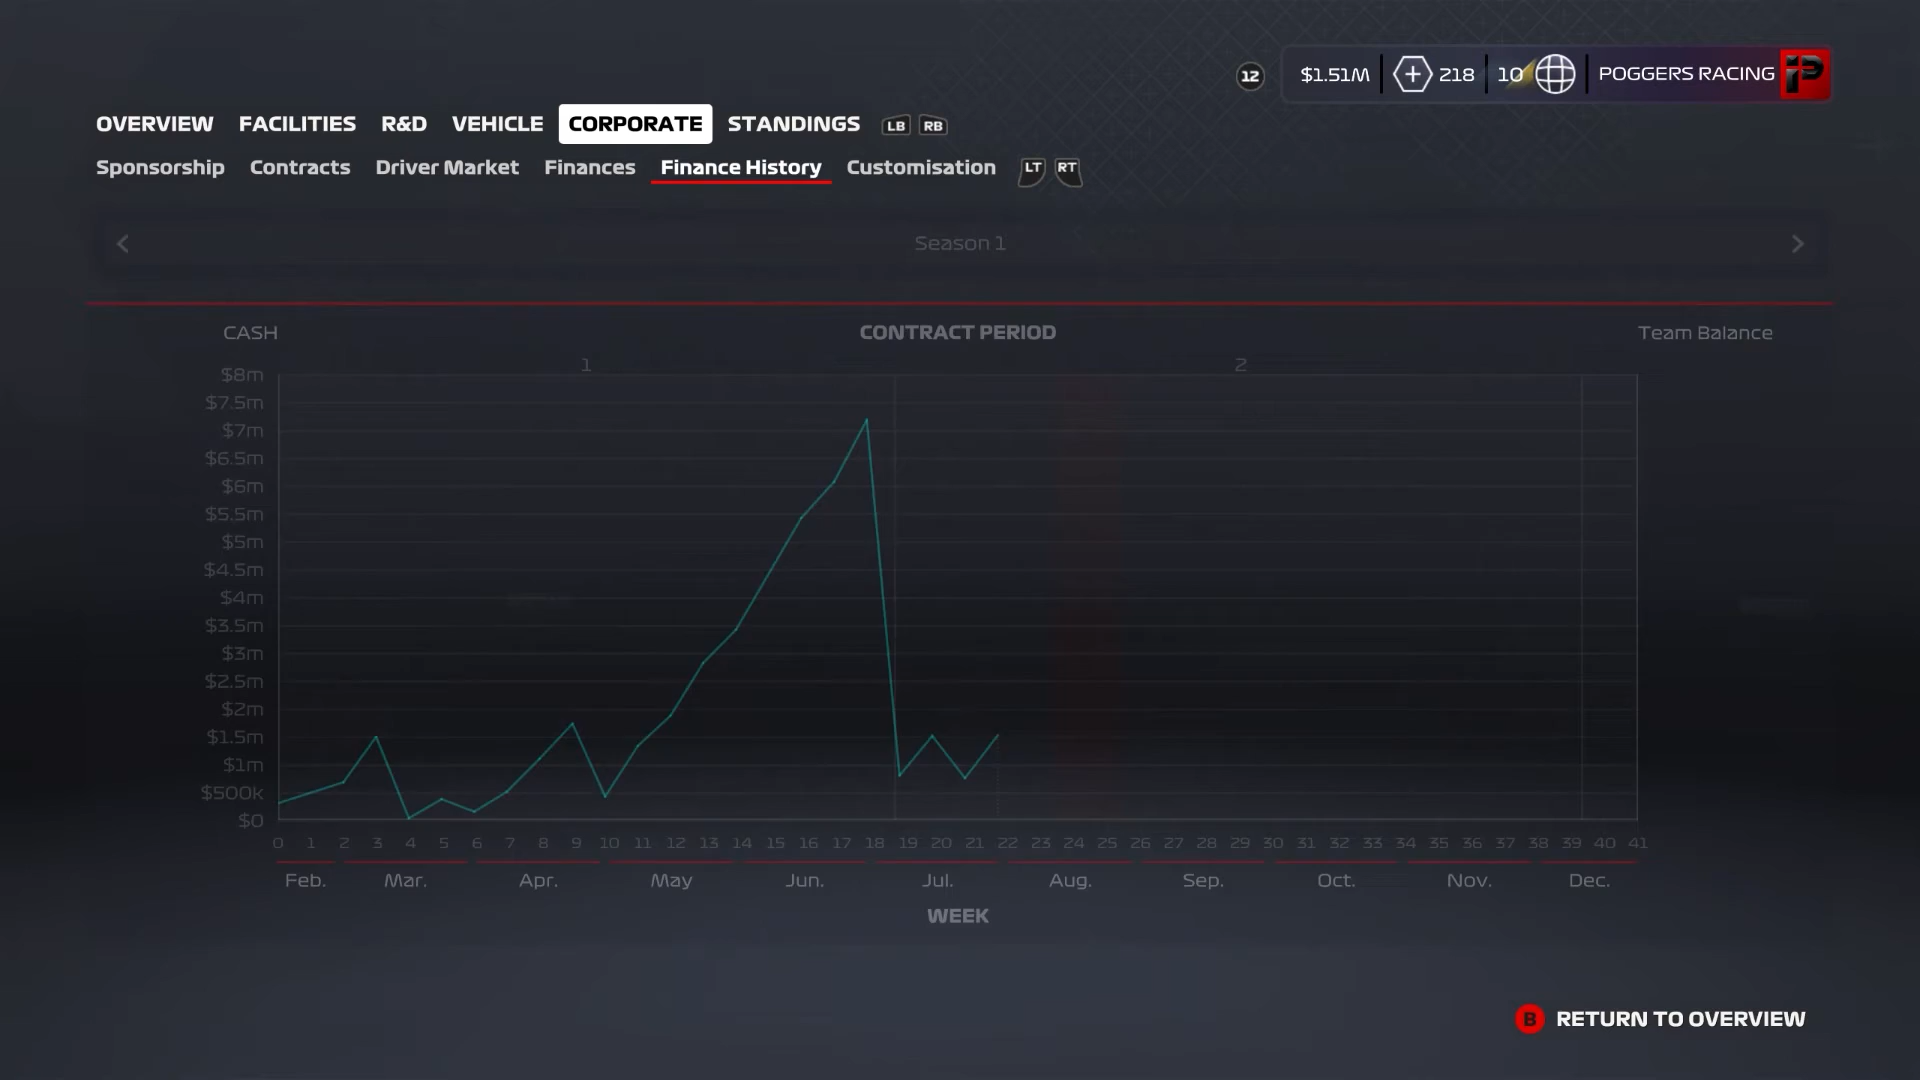 12
$1.51M
218
10
POGGERS RACING
OVERVIEW FACILITIES R&D VEHICLE CORPORATE STANDINGS LB RB
Sponsorship Contracts Driver Market Finances Finance History Customisation LT RT
Season 1
CASH
CONTRACT PERIOD
Team Balance
1 2
$8m
$7.5m
$7m
$6.5m
$6m
$5.5m
$5m
$4.5m
$4m
$3.5m
$3m
$2.5m
$2m
$1.5m
$1m
$500k
$0
0 1 2 3 4 5 6 7 8 9 10 11 12 13 14 15 16 17 18 19 20 21 22 23 24 25 26 27 28 29 30 31 32 33 34 35 36 37 38 39 40 41
Feb. Mar. Apr. May Jun. Jul. Aug. Sep. Oct. Nov. Dec.
WEEK
B RETURN TO OVERVIEW